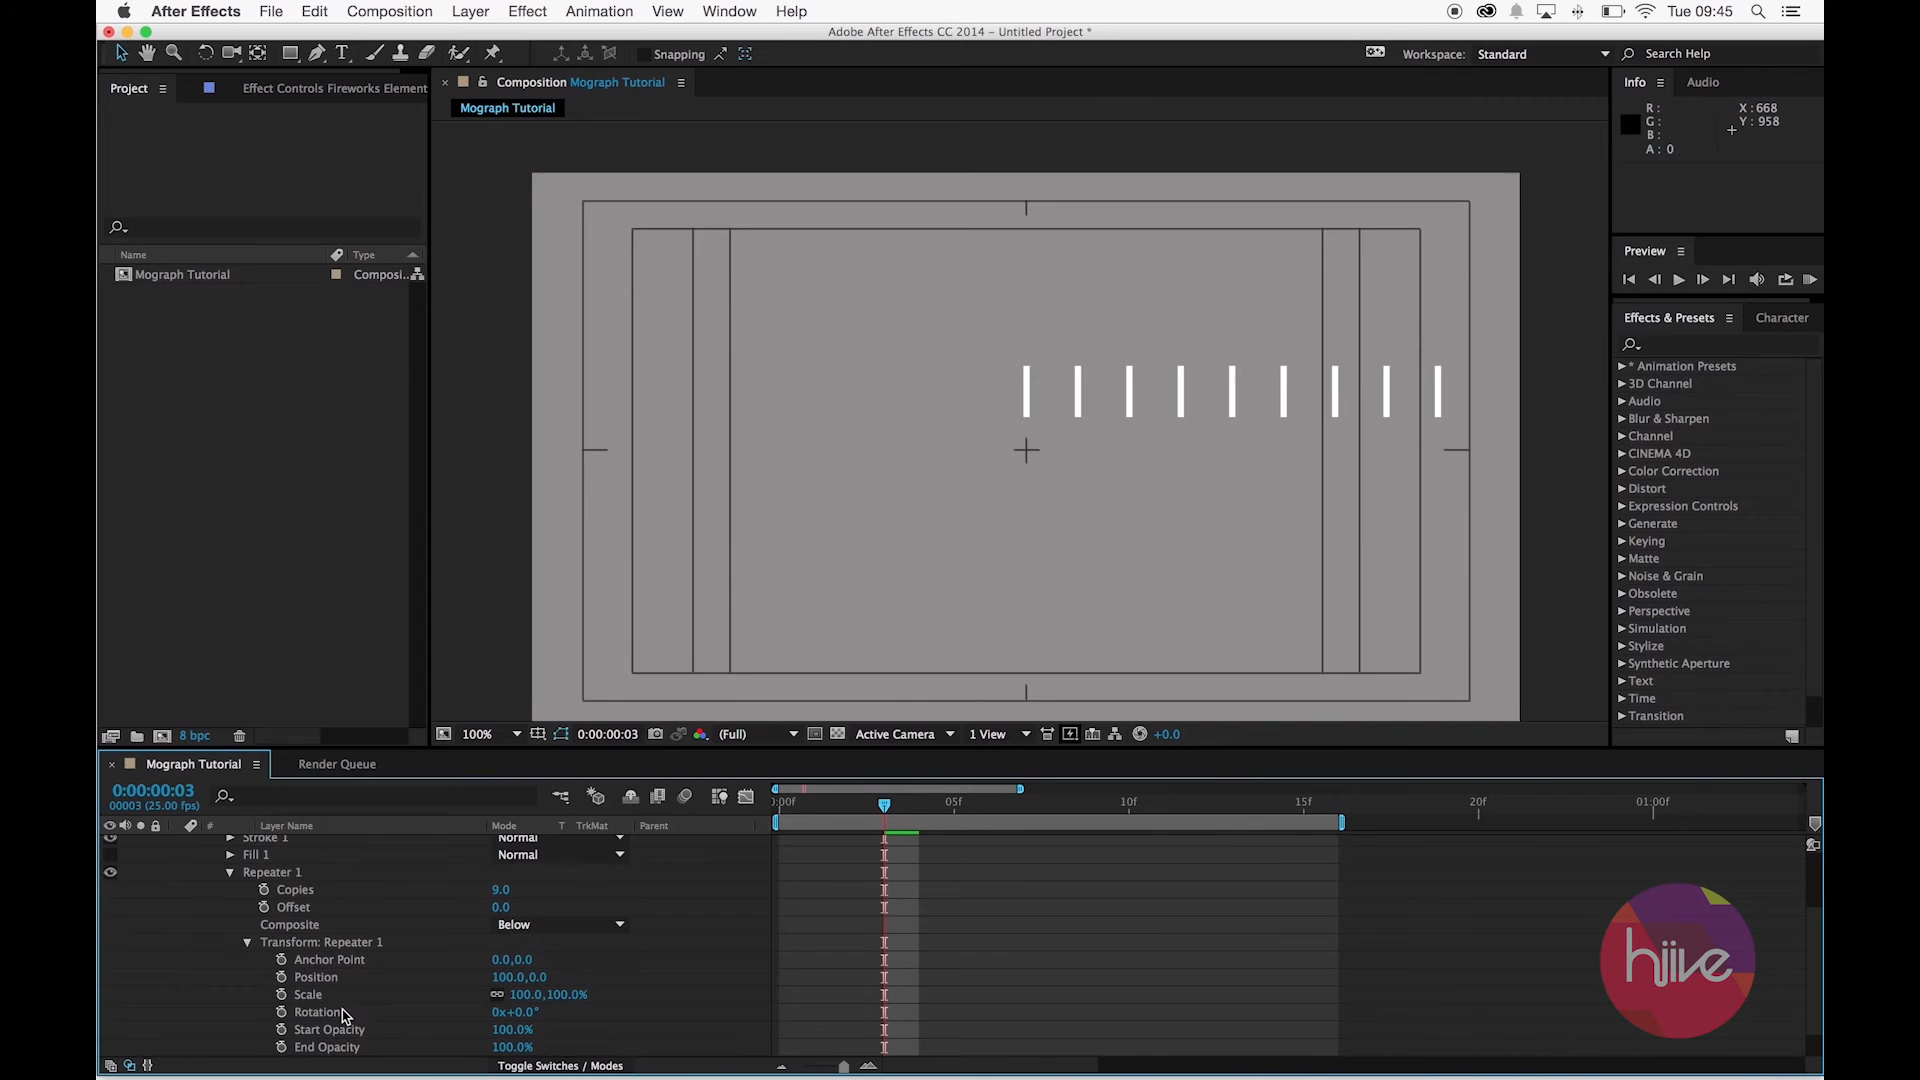 After Effects File Edit Composition Layer Effect Animation View Window Help Tue 09:45
Adobe After Effects CC 2014 – Untitled Project *
T Snapping Workspace: Standard Search Help
Project Effect Controls Fireworks Element
Composition Mograph Tutorial
Mograph Tutorial
Info Audio
R :
G :
B :
A : 0
X : 668
Y : 958
Name Type
Mograph Tutorial Composi..
Preview
Effects & Presets Character
* Animation Presets
3D Channel
Audio
Blur & Sharpen
Channel
CINEMA 4D
Color Correction
Distort
Expression Controls
Generate
Keying
Matte
Noise & Grain
Obsolete
Perspective
Simulation
Stylize
Synthetic Aperture
Text
Time
Transition
8 bpc
100% 0:00:00:03 (Full) Active Camera 1 View +0.0
Mograph Tutorial Render Queue
0:00:00:03
00003 (25.00 fps)
:00f 05f 10f 15f 20f 01:00f
# Layer Name Mode T TrkMat Parent
Stroke 1 Normal
Fill 1 Normal
Repeater 1
Copies 9.0
Offset 0.0
Composite Below
Transform: Repeater 1
Anchor Point 0.0,0.0
Position 100.0,0.0
Scale 100.0,100.0%
Rotation 0x+0.0°
Start Opacity 100.0%
End Opacity 100.0%
Toggle Switches / Modes
hiive